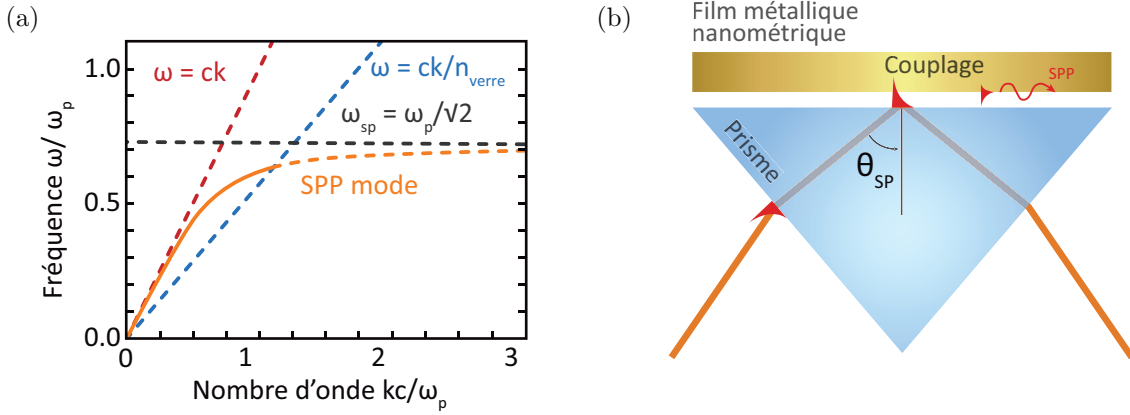 (a)
1.0
0.5
0.0
0
1
2
3
Fréquence ω/ ω_p
Nombre d'onde kc/ω_p
ω = ck
ω = ck/n_verre
ω_sp = ω_p/√2
SPP mode
(b)
Film métallique
nanométrique
Couplage
SPP
Prisme
θ_SP